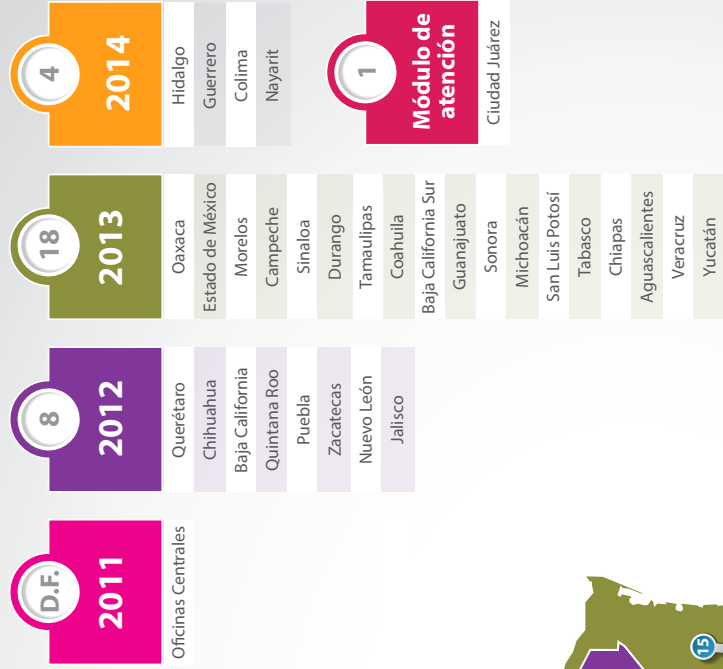 D.F.
2011
Oficinas Centrales
8
2012
Querétaro
Chihuahua
Baja California
Quintana Roo
Puebla
Zacatecas
Nuevo León
Jalisco
18
2013
Oaxaca
Estado de México
Morelos
Campeche
Sinaloa
Durango
Tamaulipas
Coahuila
Baja California Sur
Guanajuato
Sonora
Michoacán
San Luis Potosí
Tabasco
Chiapas
Aguascalientes
Veracruz
Yucatán
4
2014
Hidalgo
Guerrero
Colima
Nayarit
1
Módulo de
atención
Ciudad Juárez
15